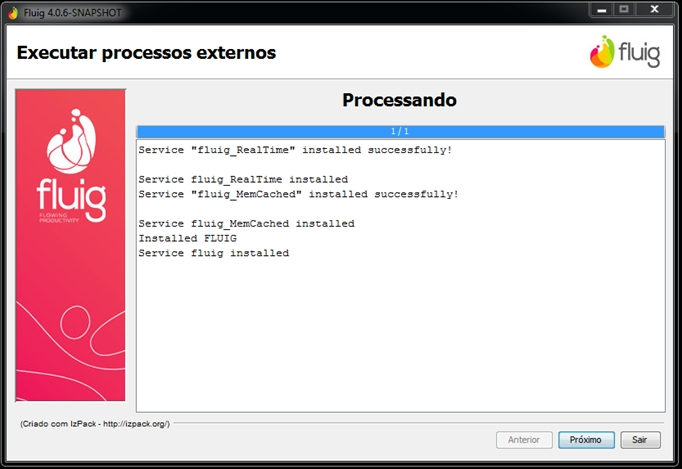 Fluig 4.0.6-SNAPSHOT
Executar processos externos
fluig
fluig
FLOWING
PRODUCTIVITY
Processando
1 / 1
Service "fluig_RealTime" installed successfully!
Service fluig_RealTime installed
Service "fluig_MemCached" installed successfully!
Service fluig_MemCached installed
Installed FLUIG
Service fluig installed
(Criado com IzPack - http://izpack.org/)
Anterior
Próximo
Sair